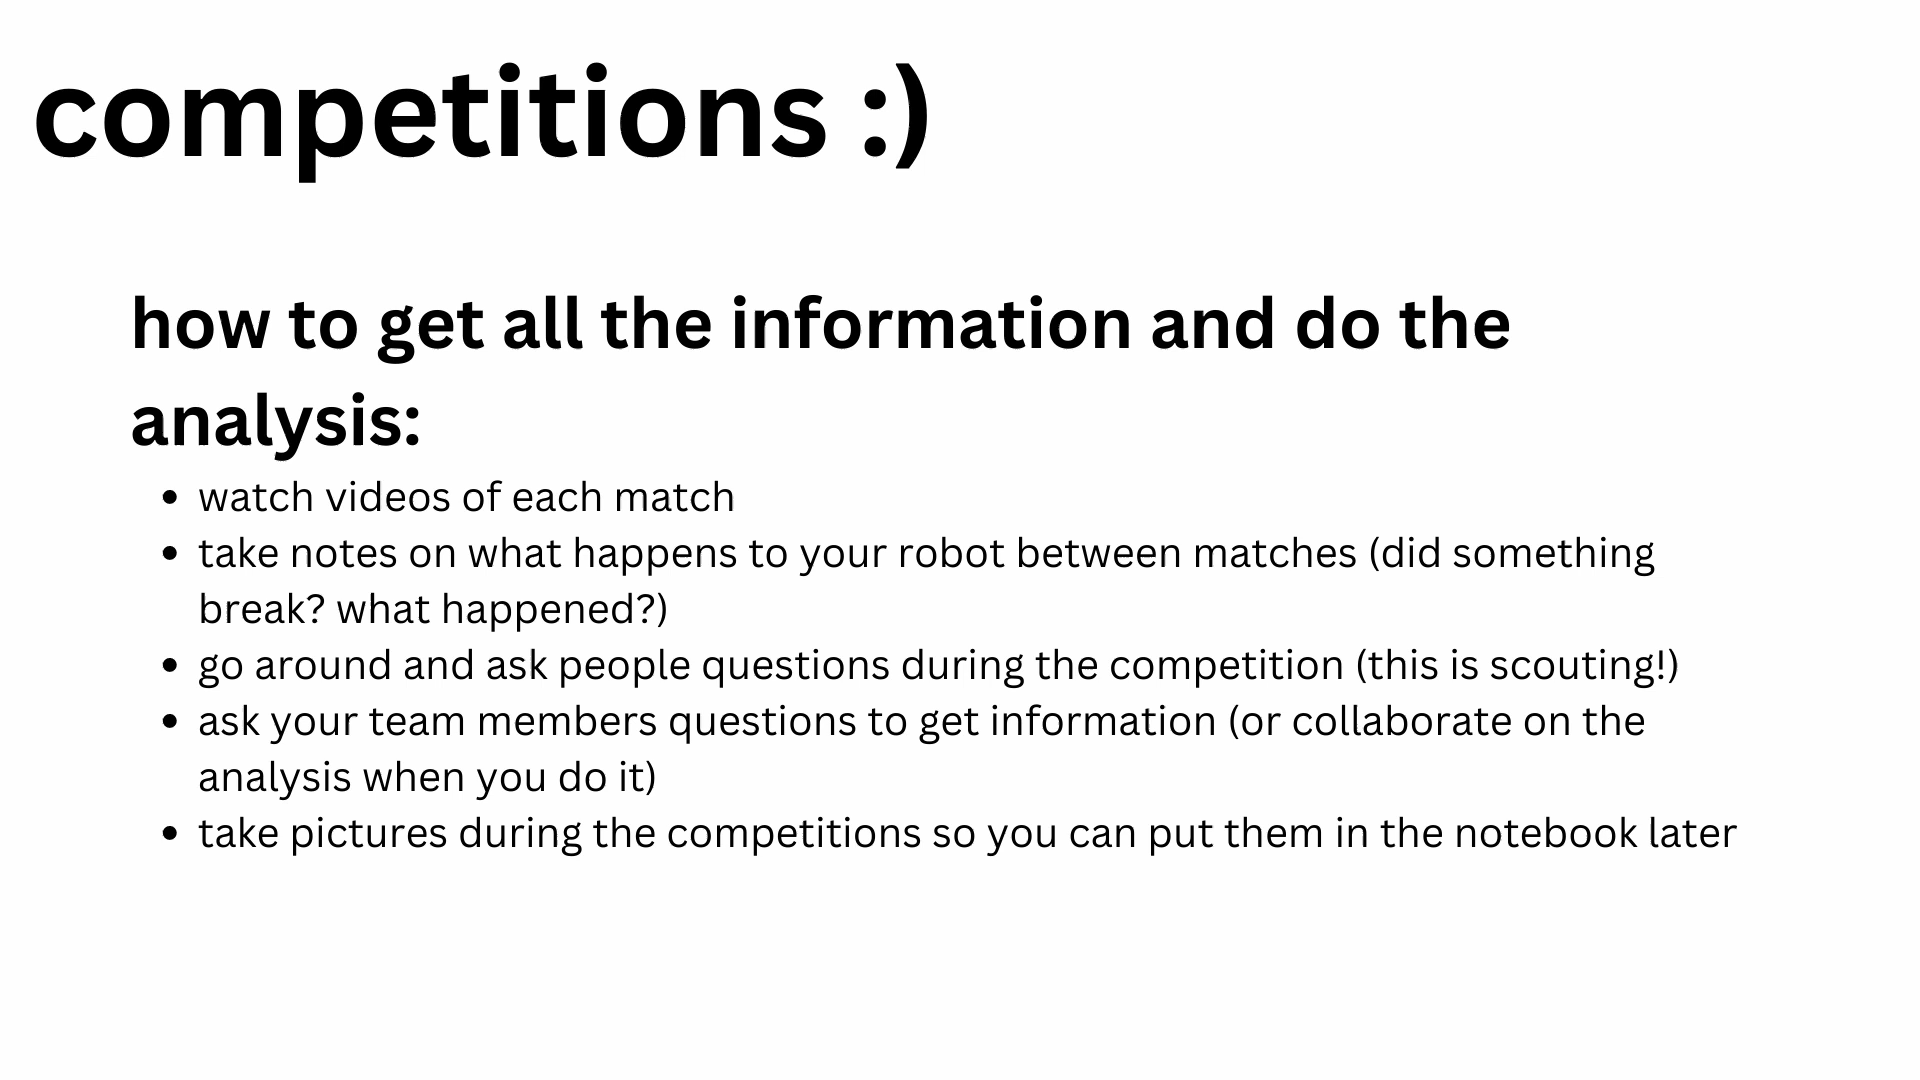 competitions :)
how to get all the information and do the
analysis:
• watch videos of each match
• take notes on what happens to your robot between matches (did something
break? what happened?)
• go around and ask people questions during the competition (this is scouting!)
• ask your team members questions to get information (or collaborate on the
analysis when you do it)
• take pictures during the competitions so you can put them in the notebook later